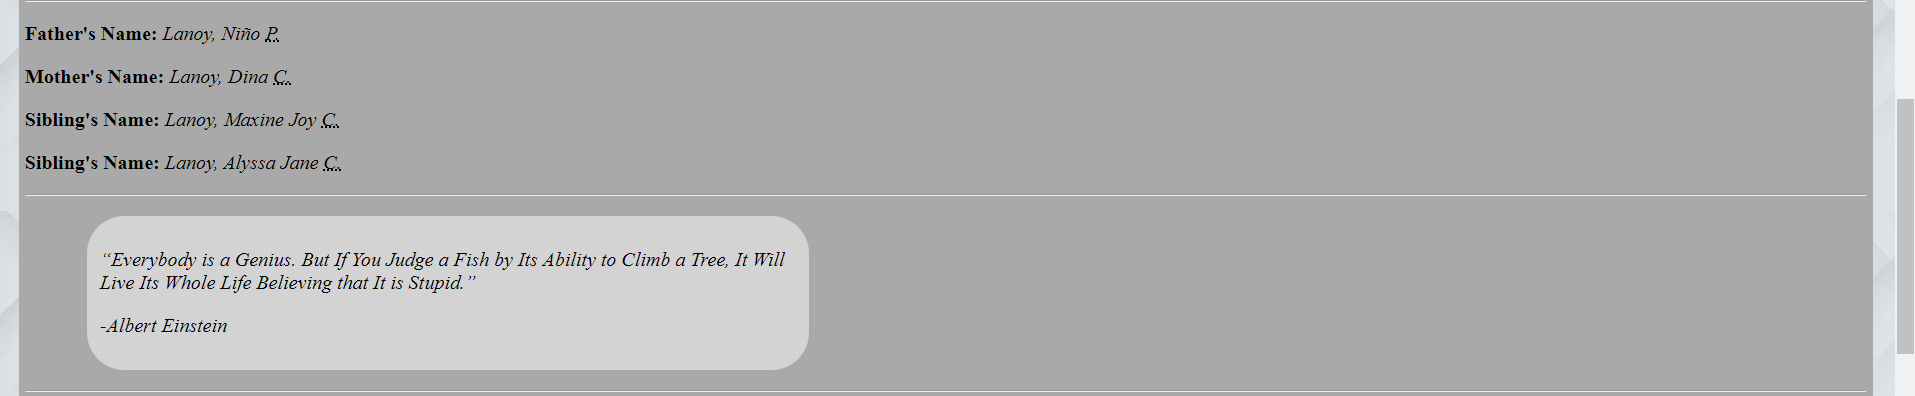 Father's Name: Lanoy, Niño P.
Mother's Name: Lanoy, Dina C.
Sibling's Name: Lanoy, Maxine Joy C.
Sibling's Name: Lanoy, Alyssa Jane C.
“Everybody is a Genius. But If You Judge a Fish by Its Ability to Climb a Tree, It Will
Live Its Whole Life Believing that It is Stupid.”
-Albert Einstein